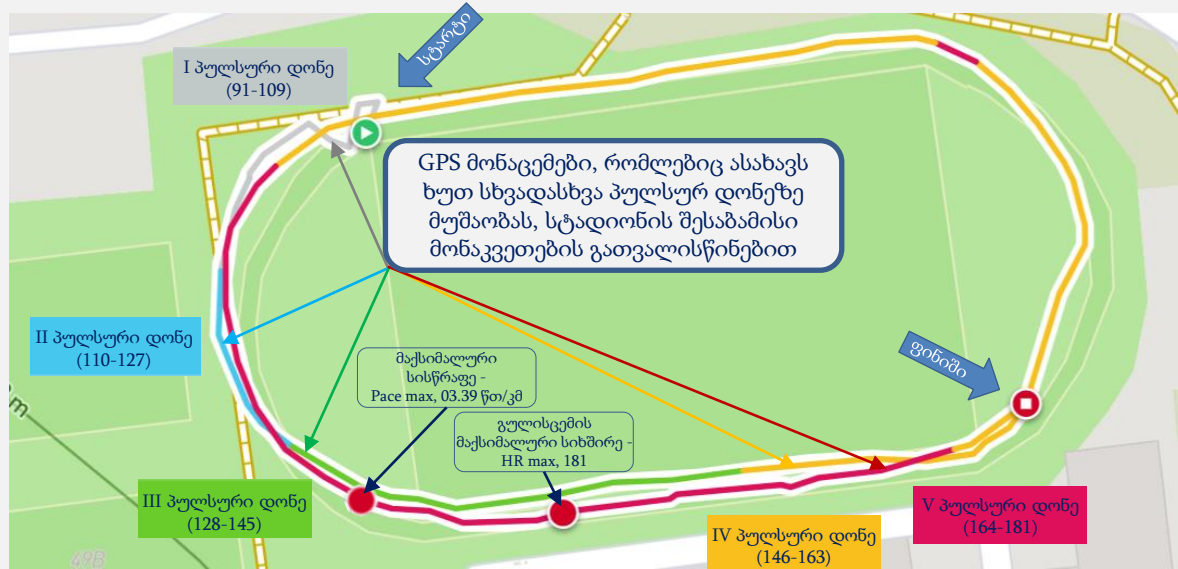 სტარტი
I პულსური დონე
(91-109)
GPS მონაცემები, რომლებიც ასახავს
ხუთ სხვადასხვა პულსურ დონეზე
მუშაობას, სტადიონის შესაბამისი
მონაკვეთების გათვალისწინებით
II პულსური დონე
(110-127)
მაქსიმალური
სისწრაფე -
Pace max, 03.39 წთ/კმ
ფინიში
გულისცემის
მაქსიმალური სიხშირე -
HR max, 181
III პულსური დონე
(128-145)
V პულსური დონე
(164-181)
IV პულსური დონე
(146-163)
49B